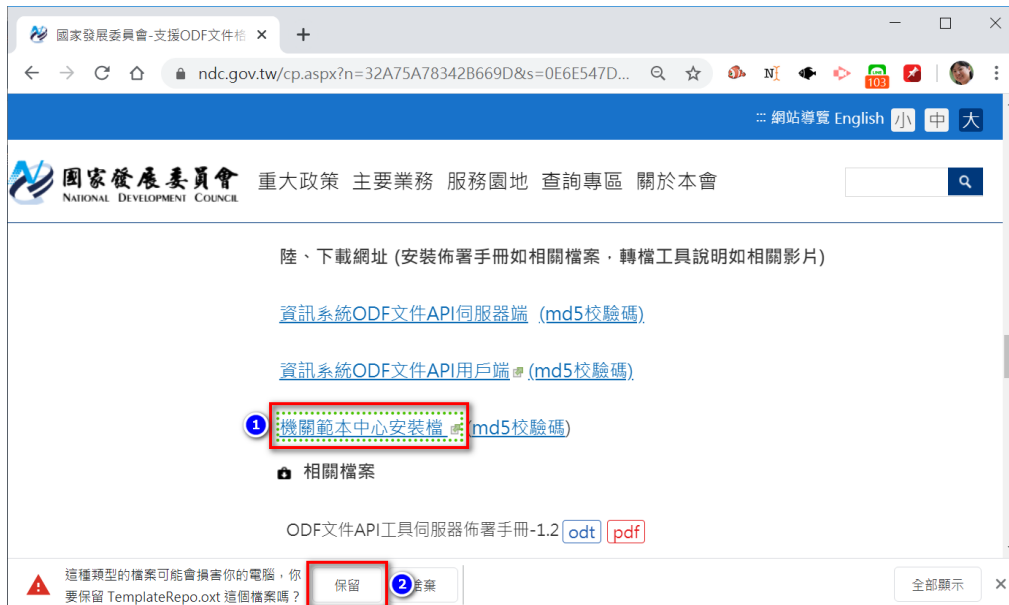 國家發展委員會-支援ODF文件格
ndc.gov.tw/cp.aspx?n=32A75A78342B669D&s=0E6E547D...
103
::: 網站導覽 English 小 中 大
國家發展委員會
NATIONAL DEVELOPMENT COUNCIL
重大政策 主要業務 服務園地 查詢專區 關於本會
陸、下載網址 (安裝佈署手冊如相關檔案，轉檔工具說明如相關影片)
資訊系統ODF文件API伺服器端 (md5校驗碼)
資訊系統ODF文件API用戶端 (md5校驗碼)
1 機關範本中心安裝檔 (md5校驗碼)
相關檔案
ODF文件API工具伺服器佈署手冊-1.2 odt pdf
這種類型的檔案可能會損害你的電腦，你
要保留 TemplateRepo.oxt 這個檔案嗎？
保留 2 捨棄 全部顯示